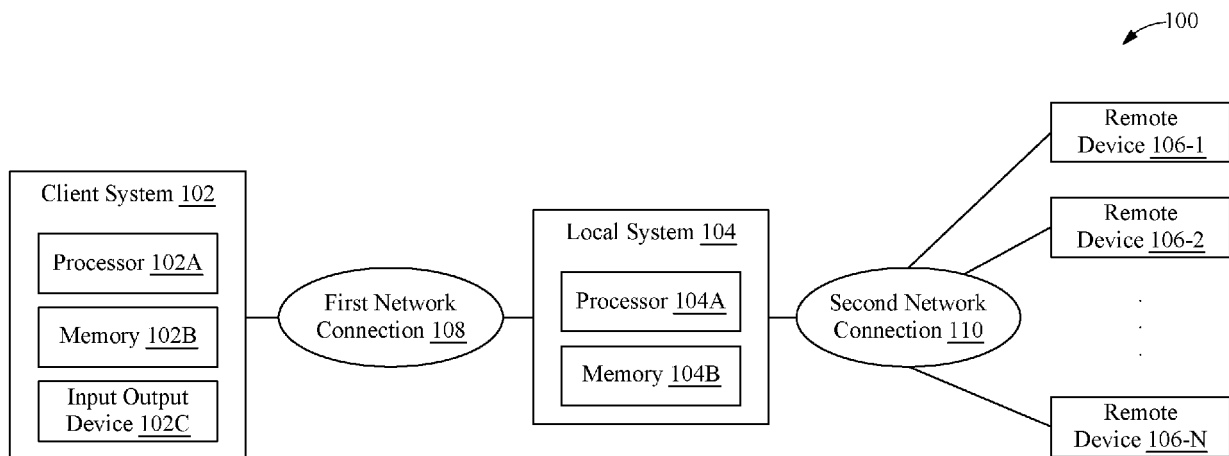 100
Client System 102
Processor 102A
Memory 102B
Input Output
Device 102C
First Network
Connection 108
Local System 104
Processor 104A
Memory 104B
Second Network
Connection 110
Remote
Device 106-1
Remote
Device 106-2
Remote
Device 106-N